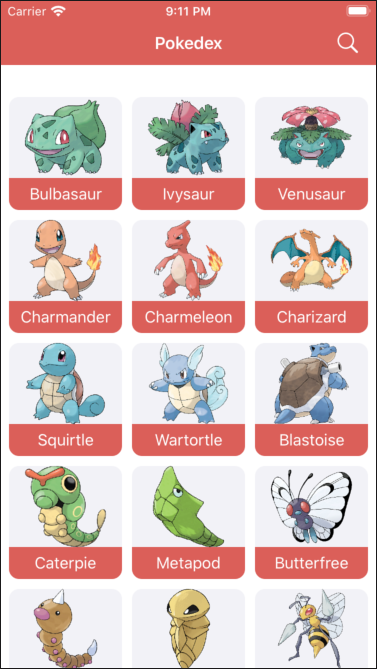 Carrier 9:11 PM
Pokedex
Bulbasaur Ivysaur Venusaur
Charmander Charmeleon Charizard
Squirtle Wartortle Blastoise
Caterpie Metapod Butterfree